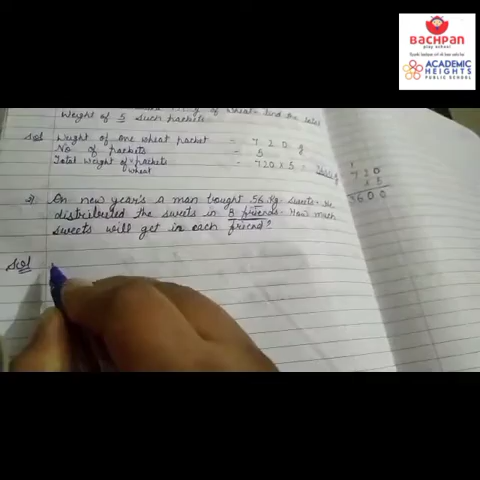 BACHPAN
play school
ACADEMIC
HEIGHTS
PUBLIC SCHOOL
Weight of 5 such packets
Sol Weight of one wheat packet = 720 g
No. of packets = 5
Total weight of wheat packets = 720 x 5 = 3600 g
1
720
x 5
3600
2) On new year's a man bought 56 kg sweets. He
distributed the sweets in 8 friends. How much
sweets will get in each friend?
Sol